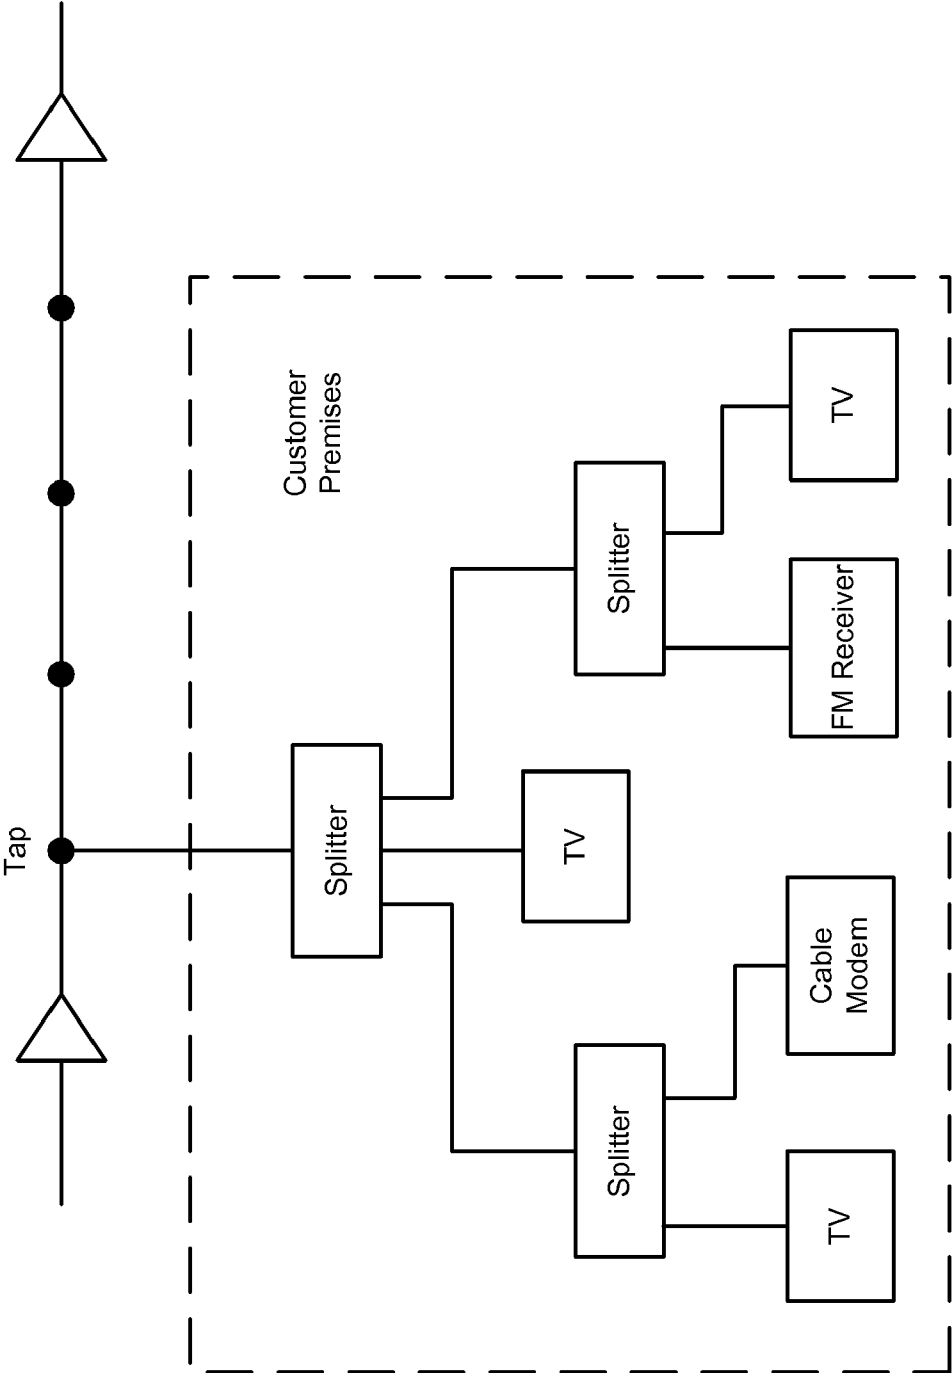 Tap
Customer
Premises
Splitter
TV
Splitter
Splitter
TV
Cable
Modem
FM Receiver
TV